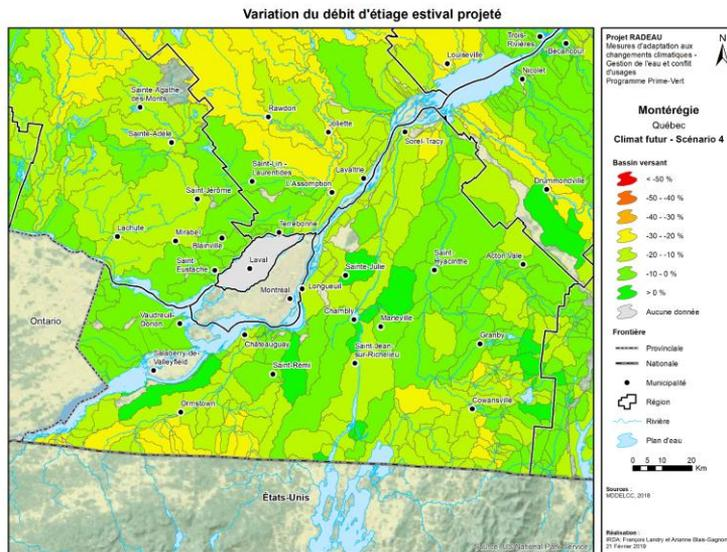 Variation du débit d'étiage estival projeté
Trois-
Rivières
Bécancour
Louiseville
Nicolet
Sainte Agathe
des-Monts
Rawdon
Joliette
Sainte-Adèle
Sorel-Tracy
Saint-Lin -
Laurentides
Lavaltrie
L'Assomption
Saint-Jérôme
Drummondville
Lachute
Mirabel
Blainville
Terrebonne
Saint-
Eustache
Laval
Sainte-Julie
Saint
Hyacinthe
Acton Vale
Montréal
Longueuil
Ontario
Vaudreuil-
Dorion
Chambly
Marieville
Châteauguay
Granby
Salaberry-de-
Valleyfield
Saint-Rémi
Saint-Jean
sur-Richelieu
Ormstown
Cowansville
États-Unis
Source: US National Park Service
Projet RADEAU
Mesures d'adaptation aux
changements climatiques -
Gestion de l'eau et conflit
d'usages
Programme Prime-Vert
N
Montérégie
Québec
Climat futur - Scénario 4
Bassin versant
< -50 %
-50 - -40 %
-40 - -30 %
-30 - -20 %
-20 - -10 %
-10 - 0 %
> 0 %
Aucune donnée
Frontière
Provinciale
Nationale
Municipalité
Région
Rivière
Plan d'eau
0 5 10 20
Km
Sources :
MDDELCC, 2018
Réalisation :
IRDA: François Landry et Arianne Blais-Gagnon
21 Février 2019